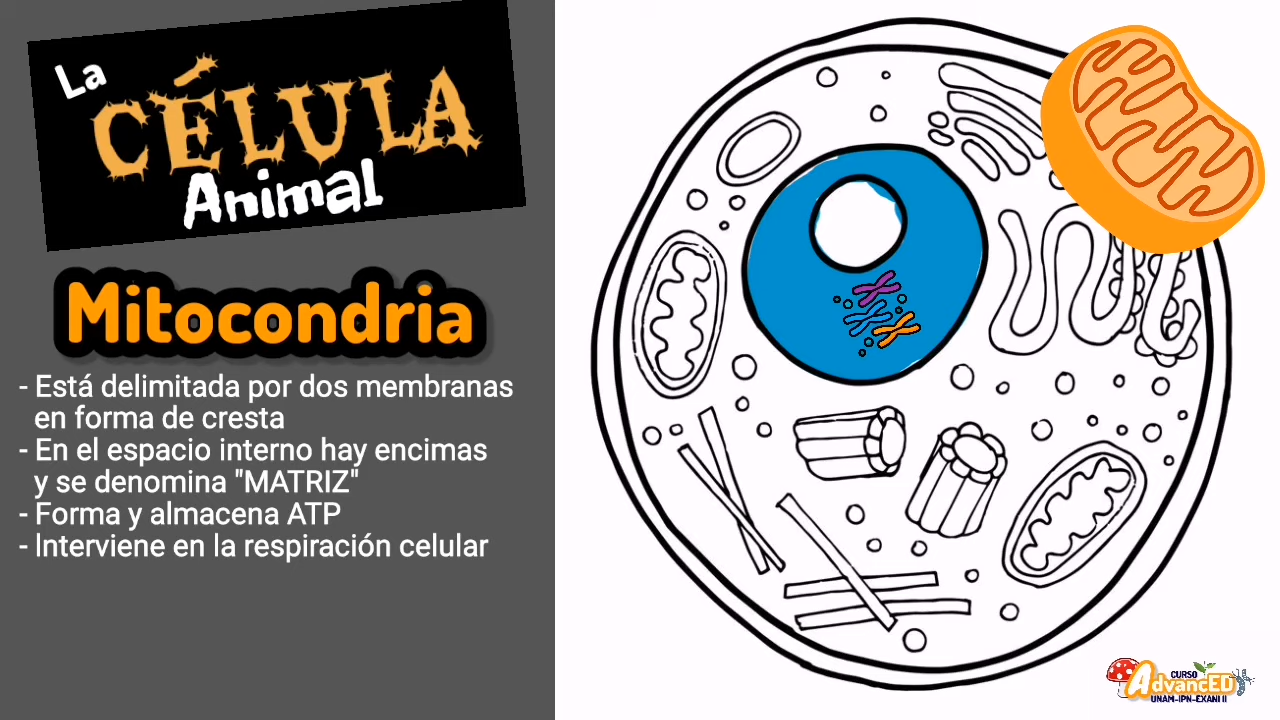 La
CÉLULA
Animal
Mitocondria
- Está delimitada por dos membranas
en forma de cresta
- En el espacio interno hay encimas
y se denomina "MATRIZ"
- Forma y almacena ATP
- Interviene en la respiración celular
CURSO
AdvancED
UNAM-IPN-EXANI II